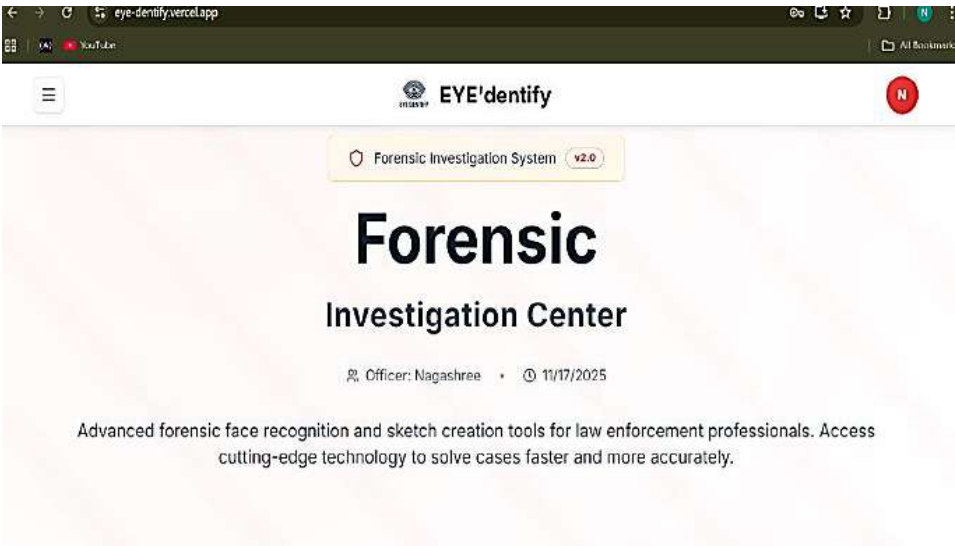 eye-dentify.vercel.app
N
YouTube
All Bookmarks
EYE'dentify
N
Forensic Investigation System v2.0
Forensic
Investigation Center
Officer: Nagashree • 11/17/2025
Advanced forensic face recognition and sketch creation tools for law enforcement professionals. Access
cutting-edge technology to solve cases faster and more accurately.